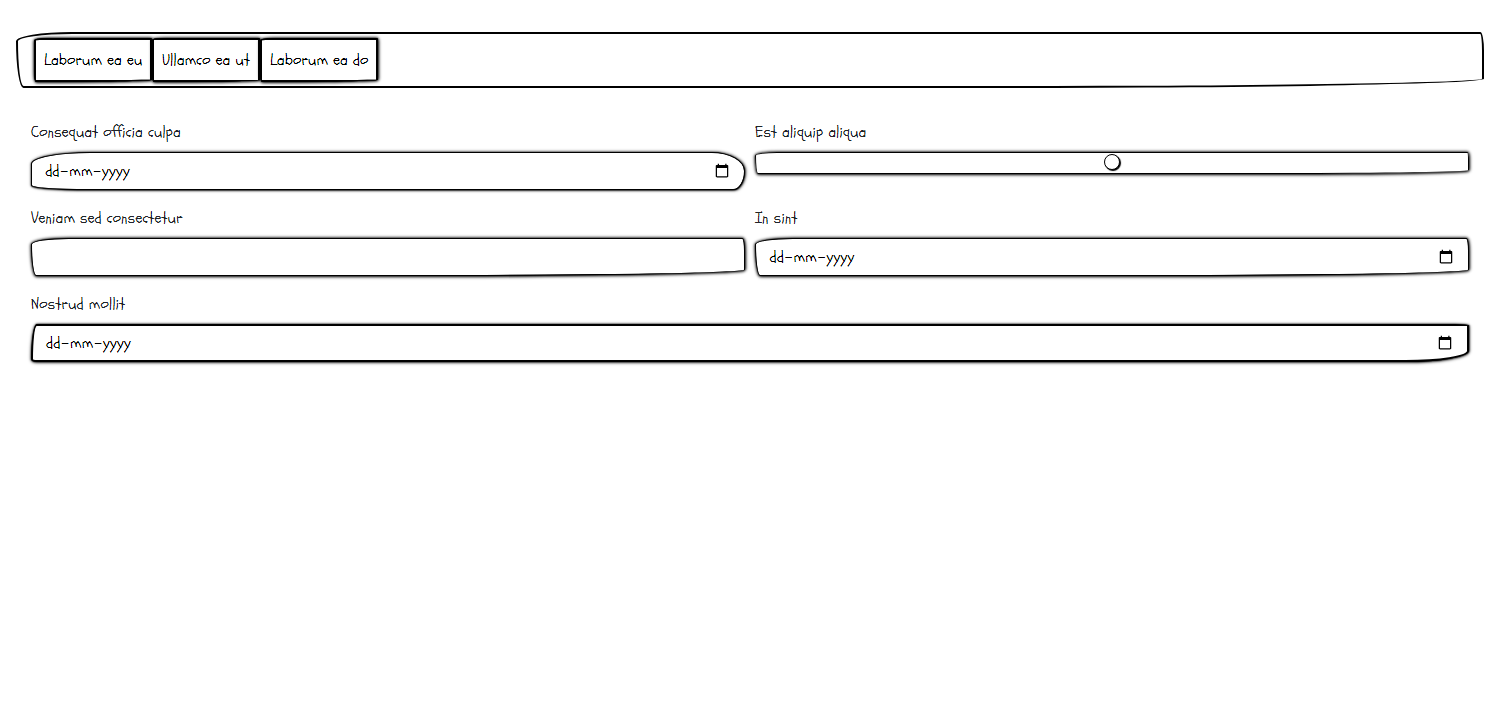 Laborum ea eu Ullamco ea ut Laborum ea do
Consequat officia culpa
dd-mm-yyyy
Est aliquip aliqua
Veniam sed consectetur
In sint
dd-mm-yyyy
Nostrud mollit
dd-mm-yyyy